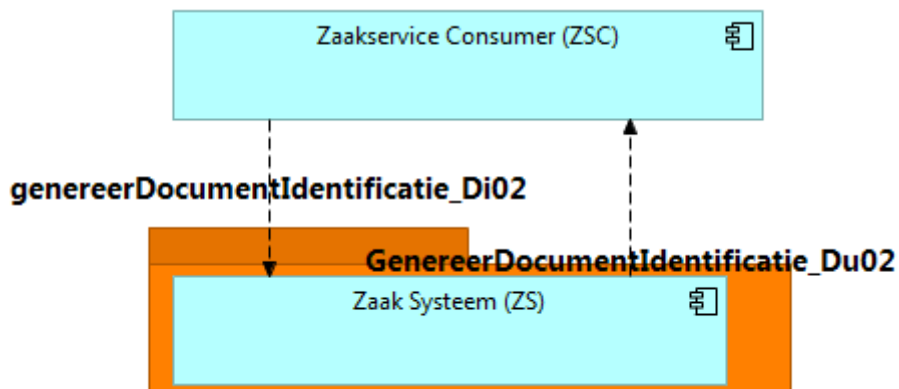 Zaakservice Consumer (ZSC)
genereerDocumentIdentificatie_Di02
GenereerDocumentIdentificatie_Du02
Zaak Systeem (ZS)